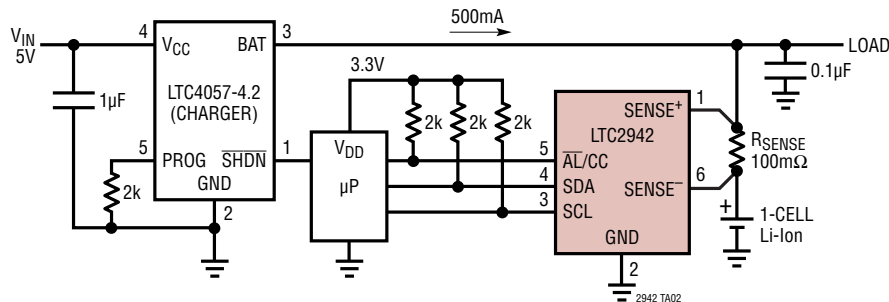 500mA
VIN
5V
4
VCC
BAT
3
LOAD
1µF
LTC4057-4.2
(CHARGER)
3.3V
0.1µF
2k
2k
2k
SENSE+
1
5
PROG
SHDN
1
VDD
LTC2942
RSENSE
100mΩ
5
AL/CC
2k
GND
µP
4
SDA
SENSE–
6
2
3
SCL
+
1-CELL
Li-Ion
GND
2
2942 TA02